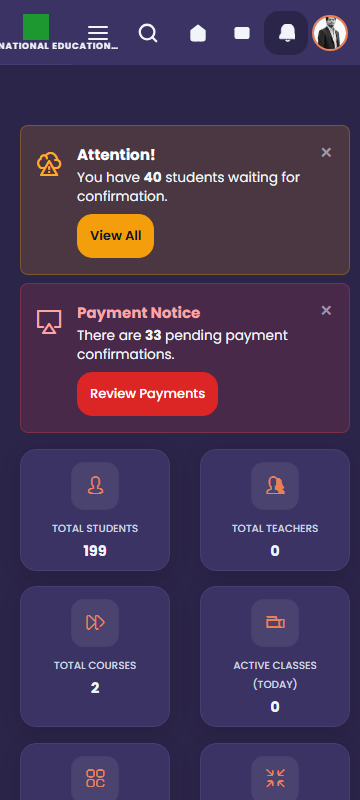 NATIONAL EDUCATION...
Attention!
You have 40 students waiting for
confirmation.
View All
Payment Notice
There are 33 pending payment
confirmations.
Review Payments
TOTAL STUDENTS
199
TOTAL TEACHERS
0
TOTAL COURSES
2
ACTIVE CLASSES
(TODAY)
0